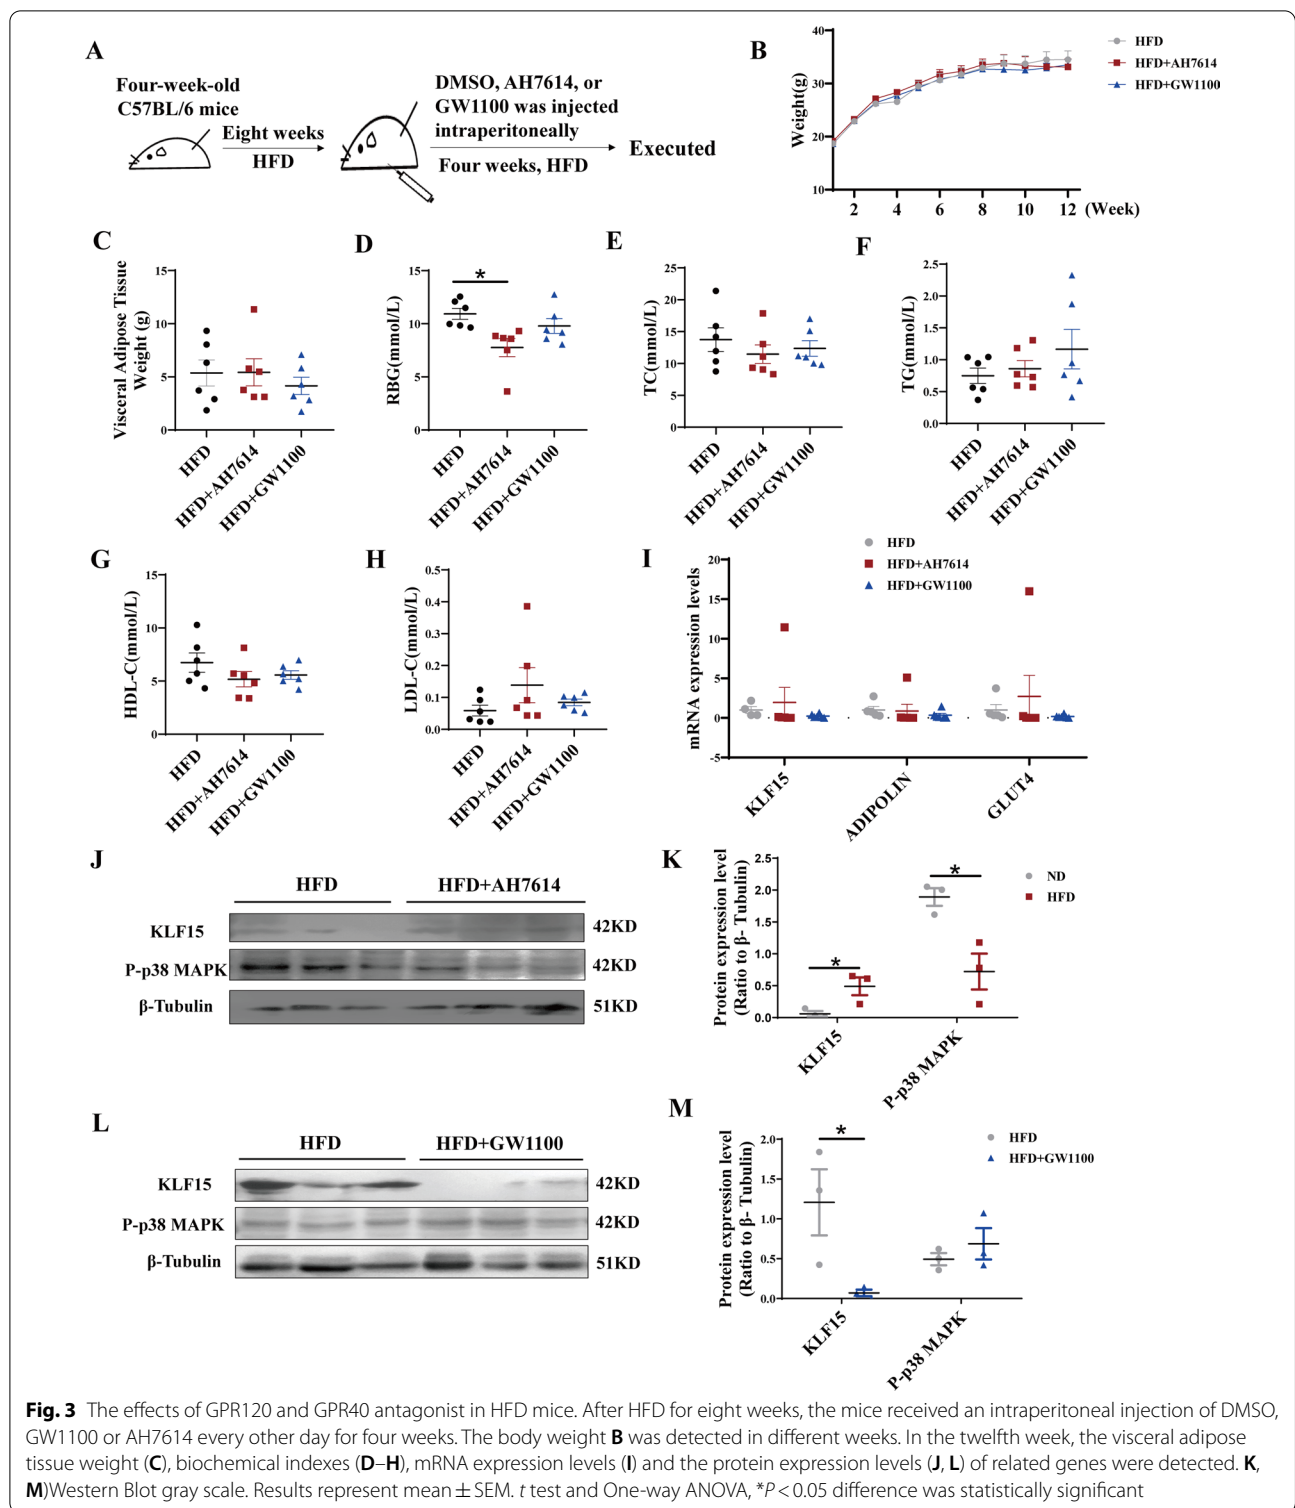 A
Four-week-old
C57BL/6 mice
Eight weeks
HFD
DMSO, AH7614, or
GW1100 was injected
intraperitoneally
Four weeks, HFD
Executed
B
Weight(g)
40
30
20
10
2
4
6
8
10
12
(Week)
HFD
HFD+AH7614
HFD+GW1100
C
Visceral Adipose Tissue
Weight (g)
15
10
5
0
HFD
HFD+AH7614
HFD+GW1100
D
RBG(mmol/L)
15
10
5
0
*
HFD
HFD+AH7614
HFD+GW1100
E
TC(mmol/L)
25
20
15
10
5
0
HFD
HFD+AH7614
HFD+GW1100
F
TG(mmol/L)
2.5
2.0
1.5
1.0
0.5
0.0
HFD
HFD+AH7614
HFD+GW1100
G
HDL-C(mmol/L)
15
10
5
0
HFD
HFD+AH7614
HFD+GW1100
H
LDL-C(mmol/L)
0.5
0.4
0.3
0.2
0.1
0.0
HFD
HFD+AH7614
HFD+GW1100
I
mRNA expression levels
20
15
10
5
0
-5
HFD
HFD+AH7614
HFD+GW1100
KLF15
ADIPOLIN
GLUT4
J
HFD
HFD+AH7614
KLF15
42KD
P-p38 MAPK
42KD
β-Tubulin
51KD
K
Protein expression level
(Ratio to β- Tubulin)
2.5
2.0
1.5
1.0
0.5
0.0
*
*
ND
HFD
KLF15
P-p38 MAPK
L
HFD
HFD+GW1100
KLF15
42KD
P-p38 MAPK
42KD
β-Tubulin
51KD
M
Protein expression level
(Ratio to β- Tubulin)
2.0
1.5
1.0
0.5
0.0
*
HFD
HFD+GW1100
KLF15
P-p38 MAPK
Fig. 3 The effects of GPR120 and GPR40 antagonist in HFD mice. After HFD for eight weeks, the mice received an intraperitoneal injection of DMSO,
GW1100 or AH7614 every other day for four weeks. The body weight B was detected in different weeks. In the twelfth week, the visceral adipose
tissue weight (C), biochemical indexes (D–H), mRNA expression levels (I) and the protein expression levels (J, L) of related genes were detected. K,
M)Western Blot gray scale. Results represent mean ± SEM. t test and One-way ANOVA, *P < 0.05 difference was statistically significant